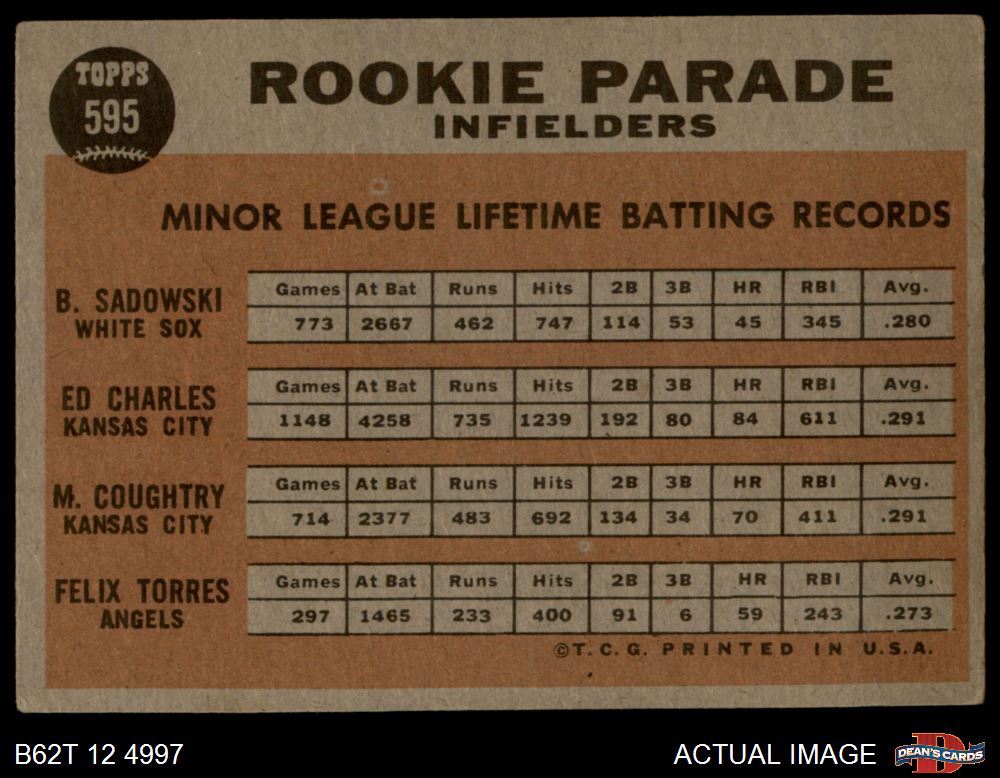 TOPPS
595
ROOKIE PARADE
INFIELDERS
MINOR LEAGUE LIFETIME BATTING RECORDS
B. SADOWSKI
WHITE SOX
Games At Bat Runs Hits 2B 3B HR RBI Avg.
773 2667 462 747 114 53 45 345 .280
ED CHARLES
KANSAS CITY
Games At Bat Runs Hits 2B 3B HR RBI Avg.
1148 4258 735 1239 192 80 84 611 .291
M. COUGHTRY
KANSAS CITY
Games At Bat Runs Hits 2B 3B HR RBI Avg.
714 2377 483 692 134 34 70 411 .291
FELIX TORRES
ANGELS
Games At Bat Runs Hits 2B 3B HR RBI Avg.
297 1465 233 400 91 6 59 243 .273
©T.C.G. PRINTED IN U.S.A.
B62T 12 4997
ACTUAL IMAGE
D
DEAN'S CARDS